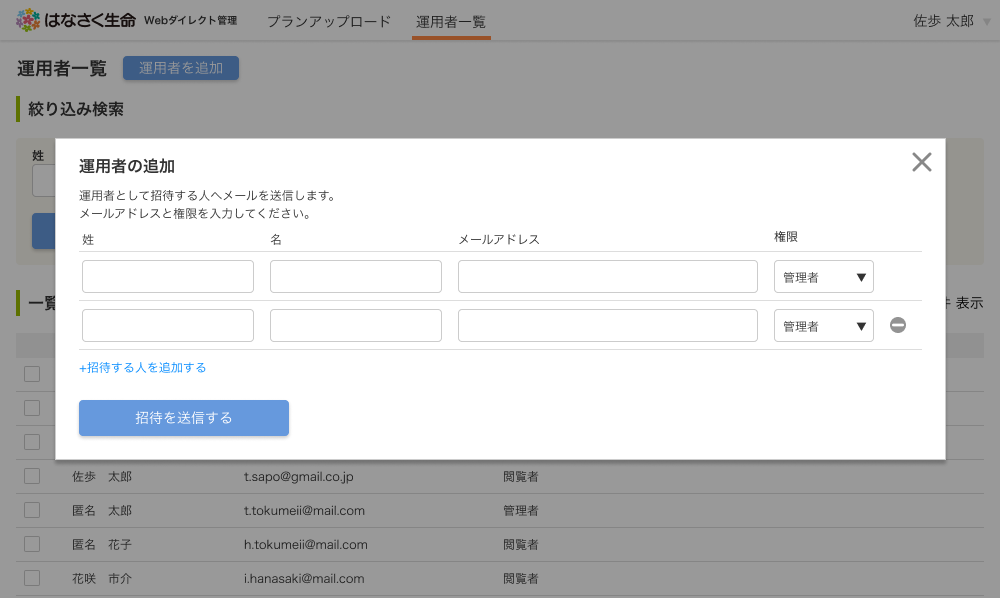 はなさく生命 Webダイレクト管理 プランアップロード 運用者一覧 佐歩 太郎 ▼
運用者一覧 運用者を追加
絞り込み検索
姓
運用者の追加
運用者として招待する人へメールを送信します。
メールアドレスと権限を入力してください。
姓 名 メールアドレス 権限
管理者 ▼
一覧 件 表示
管理者 ▼
+招待する人を追加する
招待を送信する
佐歩 太郎 t.sapo@gmail.co.jp 閲覧者
匿名 太郎 t.tokumeii@mail.com 管理者
匿名 花子 h.tokumeii@mail.com 閲覧者
花咲 市介 i.hanasaki@mail.com 閲覧者